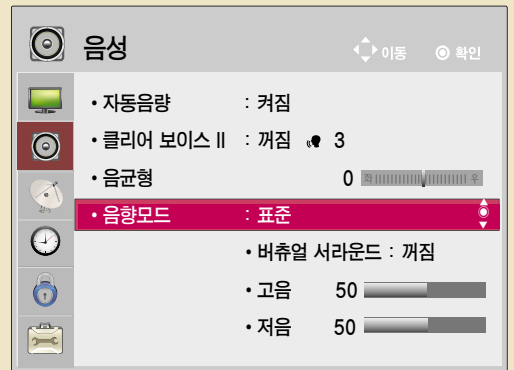 음성 이동 확인
• 자동음량 : 켜짐
• 클리어 보이스 II : 꺼짐 3
• 음균형 0 좌 우
• 음향모드 : 표준
• 버츄얼 서라운드 : 꺼짐
• 고음 50
• 저음 50